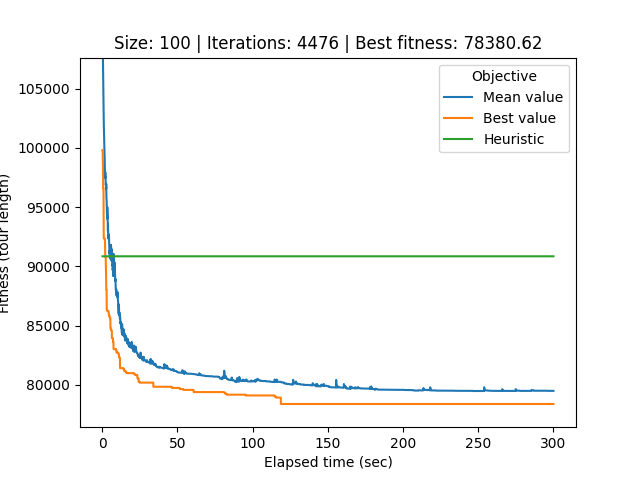 Size: 100 | Iterations: 4476 | Best fitness: 78380.62
Objective
Mean value
Best value
Heuristic
105000
100000
95000
90000
85000
80000
Fitness (tour length)
0 50 100 150 200 250 300
Elapsed time (sec)